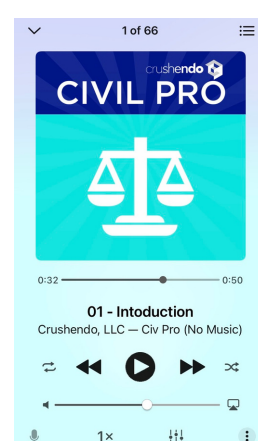 1 of 66
crushendo
CIVIL PRO
0:32
0:50
01 - Intoduction
Crushendo, LLC — Civ Pro (No Music)
1×